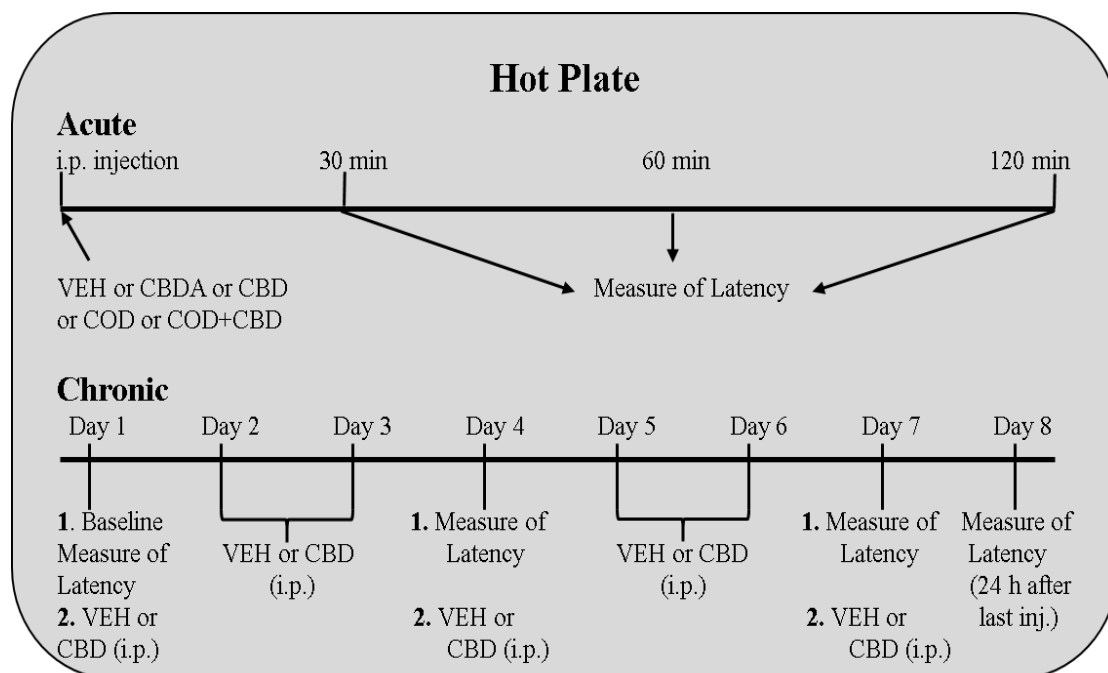 Hot Plate
Acute
i.p. injection 30 min 60 min 120 min
VEH or CBDA or CBD
or COD or COD+CBD
Measure of Latency
Chronic
Day 1 Day 2 Day 3 Day 4 Day 5 Day 6 Day 7 Day 8
1. Baseline
Measure of
Latency
2. VEH or
CBD (i.p.)
VEH or CBD
(i.p.)
1. Measure of
Latency
2. VEH or
CBD (i.p.)
VEH or CBD
(i.p.)
1. Measure of
Latency
2. VEH or
CBD (i.p.)
Measure of
Latency
(24 h after
last inj.)